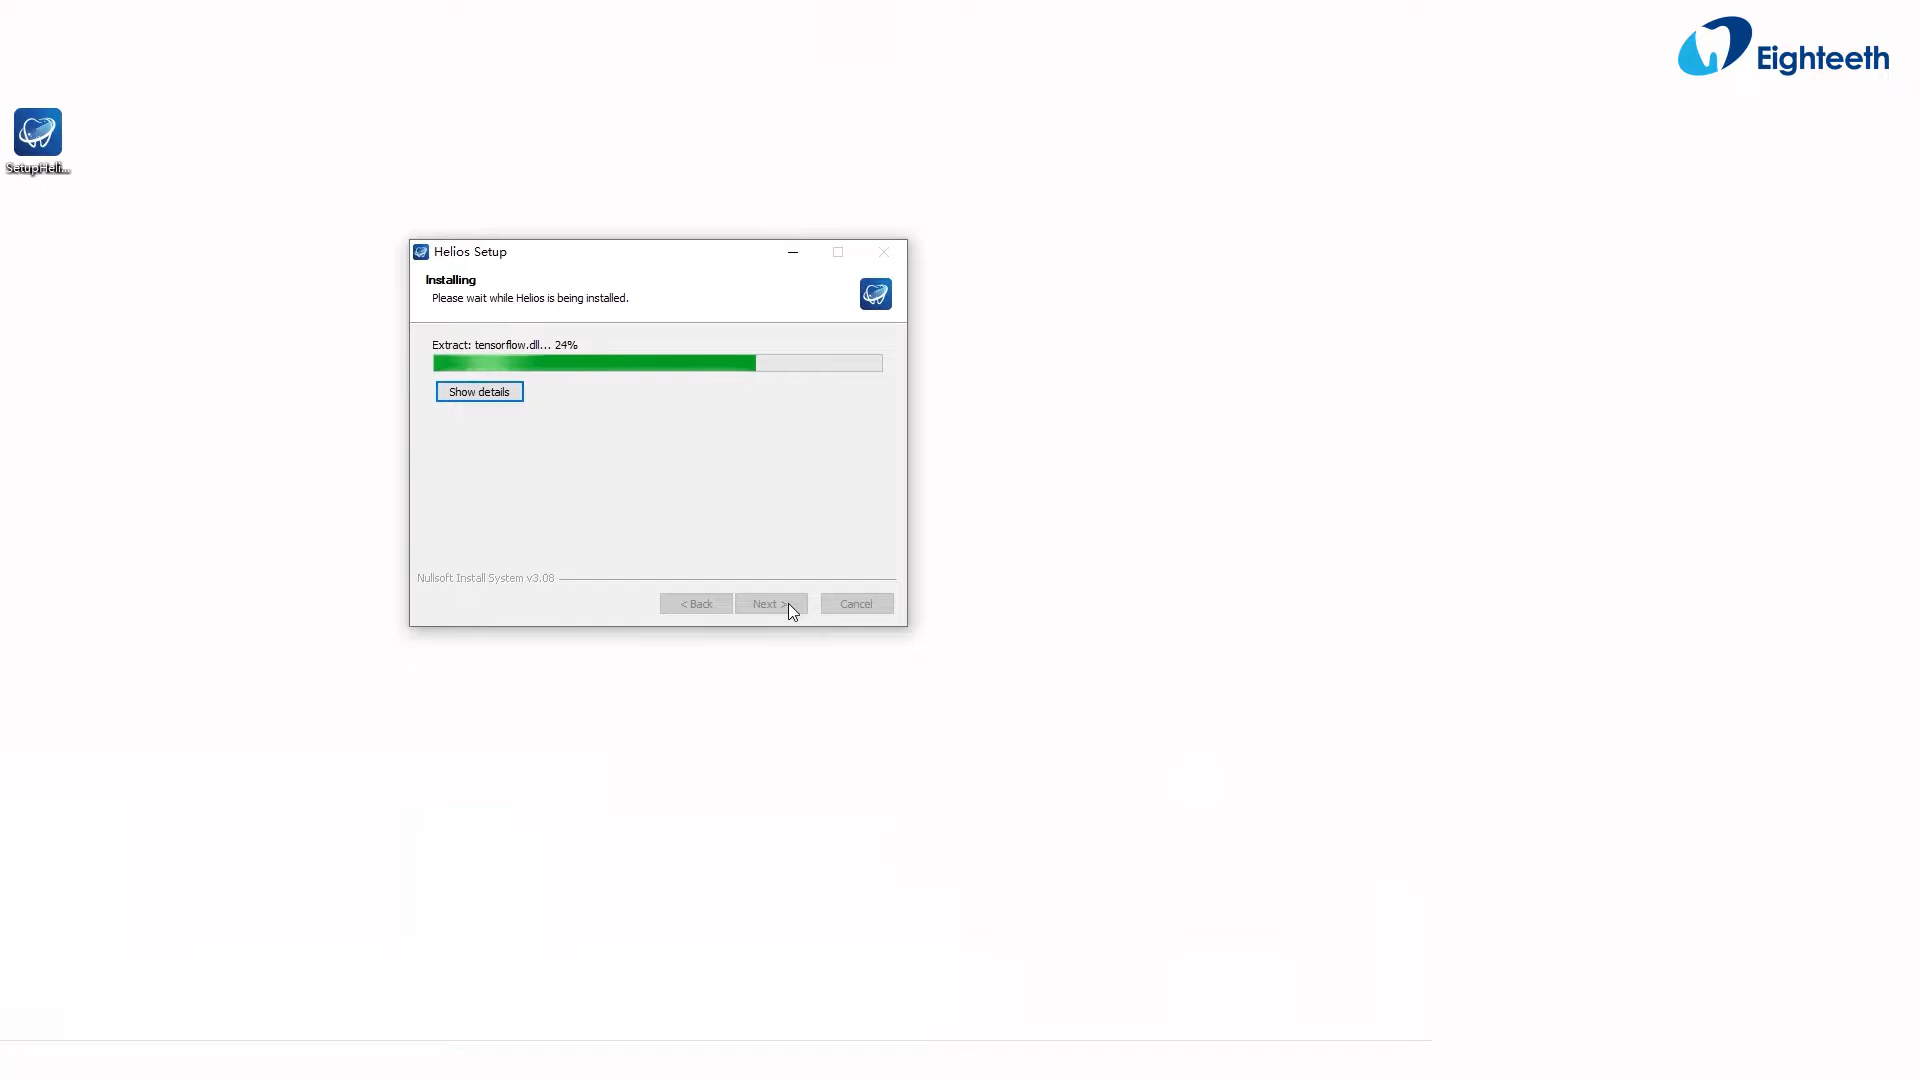 Eighteeth
SetupHeli...
Helios Setup
Installing
Please wait while Helios is being installed.
Extract: tensorflow.dll... 24%
Show details
Nullsoft Install System v3.08
< Back
Next >
Cancel